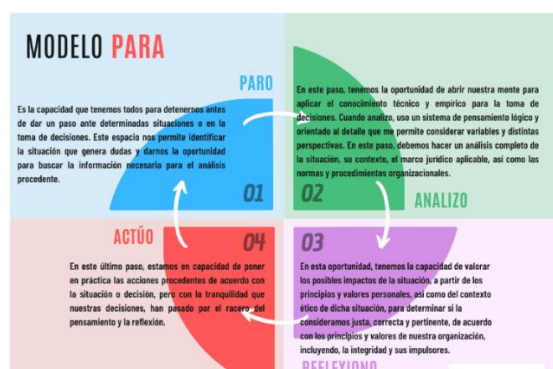 MODELO PARA
PARO
Es la capacidad que tenemos todos para detenernos antes
de dar un paso ante determinadas situaciones o en la
toma de decisiones. Este espacio nos permite identificar
la situación que genera dudas y darnos la oportunidad
para buscar la información necesaria para el análisis
procedente.
01
En este paso, tenemos la oportunidad de abrir nuestra mente para
aplicar el conocimiento técnico y empírico para la toma de
decisiones. Cuando analizo, uso un sistema de pensamiento lógico y
orientado al detalle que me permite considerar variables y distintas
perspectivas. En este paso, debemos hacer un análisis completo de
la situación, su contexto, el marco jurídico aplicable, así como las
normas y procedimientos organizacionales.
02
ANALIZO
03
En esta oportunidad, tenemos la capacidad de valorar
los posibles impactos de la situación, a partir de los
principios y valores personales, así como del contexto
ético de dicha situación, para determinar si la
consideramos justa, correcta y pertinente, de acuerdo
con los principios y valores de nuestra organización,
incluyendo, la integridad y sus impulsores.
REFLEXIONO
ACTÚO
04
En este último paso, estamos en capacidad de poner
en práctica las acciones procedentes de acuerdo con
la situación o decisión, pero con la tranquilidad que
nuestras decisiones, han pasado por el racero del
pensamiento y la reflexión.